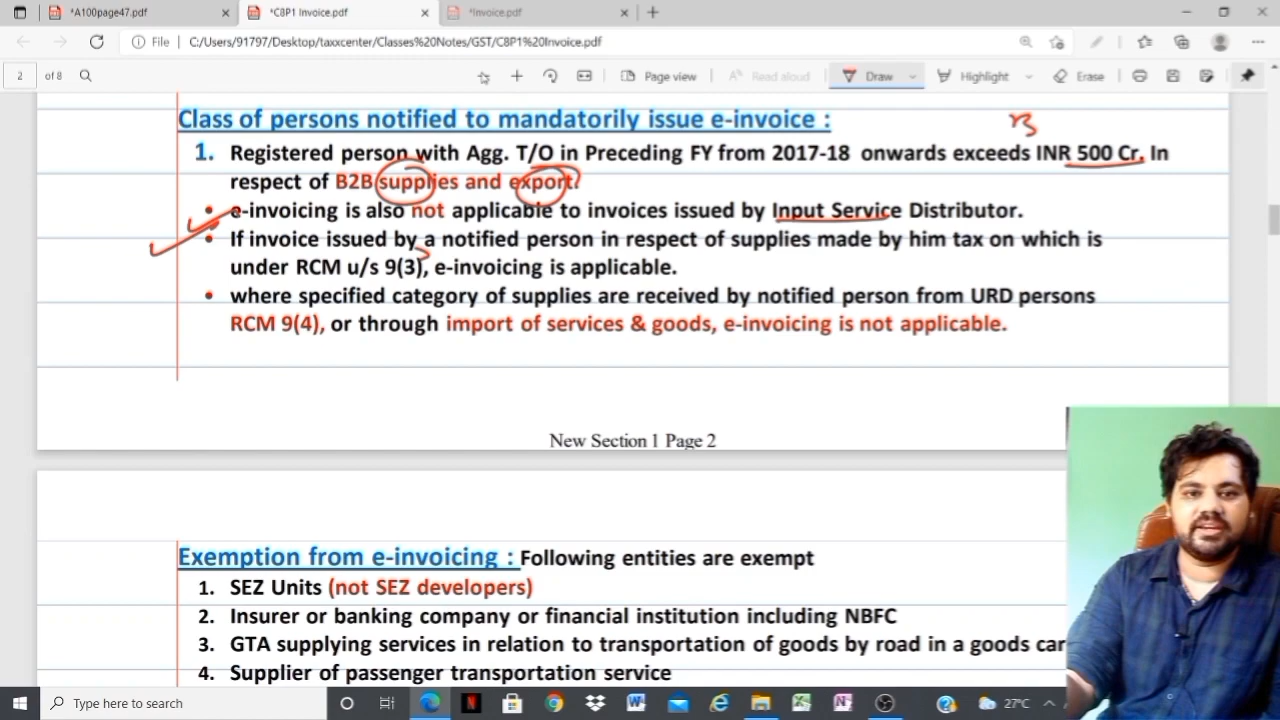 *A100page47.pdf
*C8P1 Invoice.pdf
*Invoice.pdf
File
C:/Users/91797/Desktop/taxxcenter/Classes%20Notes/GST/C8P1%20Invoice.pdf
2 of 8
Page view
Read aloud
Draw
Highlight
Erase
Class of persons notified to mandatorily issue e-invoice :
1. Registered person with Agg. T/O in Preceding FY from 2017-18 onwards exceeds INR 500 Cr. In
respect of B2B supplies and export.
• e-invoicing is also not applicable to invoices issued by Input Service Distributor.
• If invoice issued by a notified person in respect of supplies made by him tax on which is
under RCM u/s 9(3), e-invoicing is applicable.
• where specified category of supplies are received by notified person from URD persons
RCM 9(4), or through import of services & goods, e-invoicing is not applicable.
New Section 1 Page 2
Exemption from e-invoicing : Following entities are exempt
1. SEZ Units (not SEZ developers)
2. Insurer or banking company or financial institution including NBFC
3. GTA supplying services in relation to transportation of goods by road in a goods car
4. Supplier of passenger transportation service
Type here to search
27°C